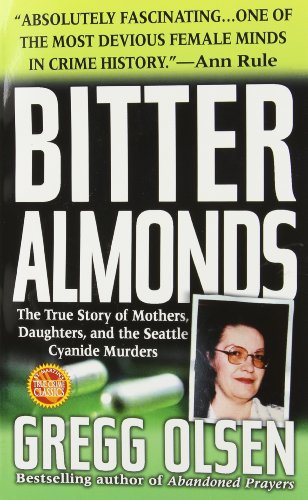 "ABSOLUTELY FASCINATING...ONE OF
THE MOST DEVIOUS FEMALE MINDS
IN CRIME HISTORY."—Ann Rule
BITTER
ALMONDS
The True Story of Mothers,
Daughters, and the Seattle
Cyanide Murders
TRUE CRIME
CLASSICS
GREGG OLSEN
Bestselling author of Abandoned Prayers